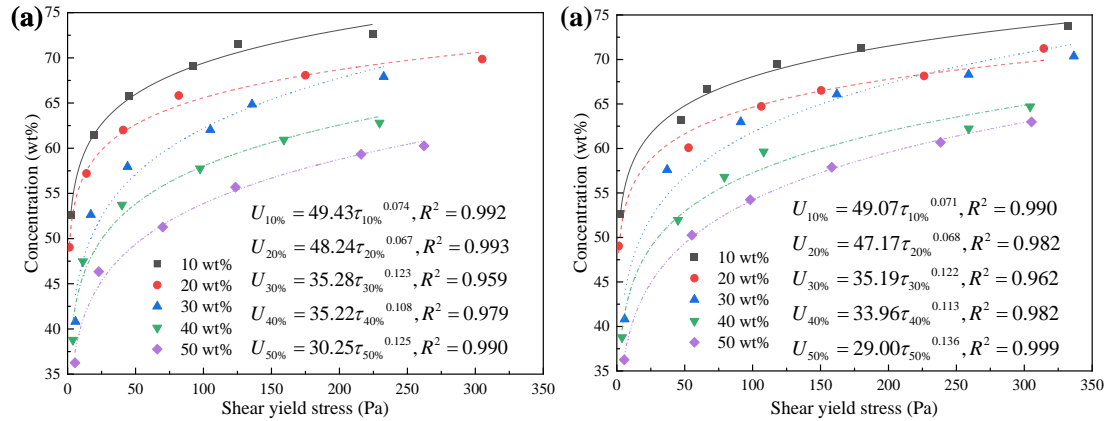 (a)
75
70
65
60
55
50
45
40
35
0 50 100 150 200 250 300 350
Concentration (wt%)
Shear yield stress (Pa)
10 wt%
20 wt%
30 wt%
40 wt%
50 wt%
U10% = 49.43τ10%^0.074, R² = 0.992
U20% = 48.24τ20%^0.067, R² = 0.993
U30% = 35.28τ30%^0.123, R² = 0.959
U40% = 35.22τ40%^0.108, R² = 0.979
U50% = 30.25τ50%^0.125, R² = 0.990
(a)
75
70
65
60
55
50
45
40
35
0 50 100 150 200 250 300 350
Concentration (wt%)
Shear yield stress (Pa)
10 wt%
20 wt%
30 wt%
40 wt%
50 wt%
U10% = 49.07τ10%^0.071, R² = 0.990
U20% = 47.17τ20%^0.068, R² = 0.982
U30% = 35.19τ30%^0.122, R² = 0.962
U40% = 33.96τ40%^0.113, R² = 0.982
U50% = 29.00τ50%^0.136, R² = 0.999